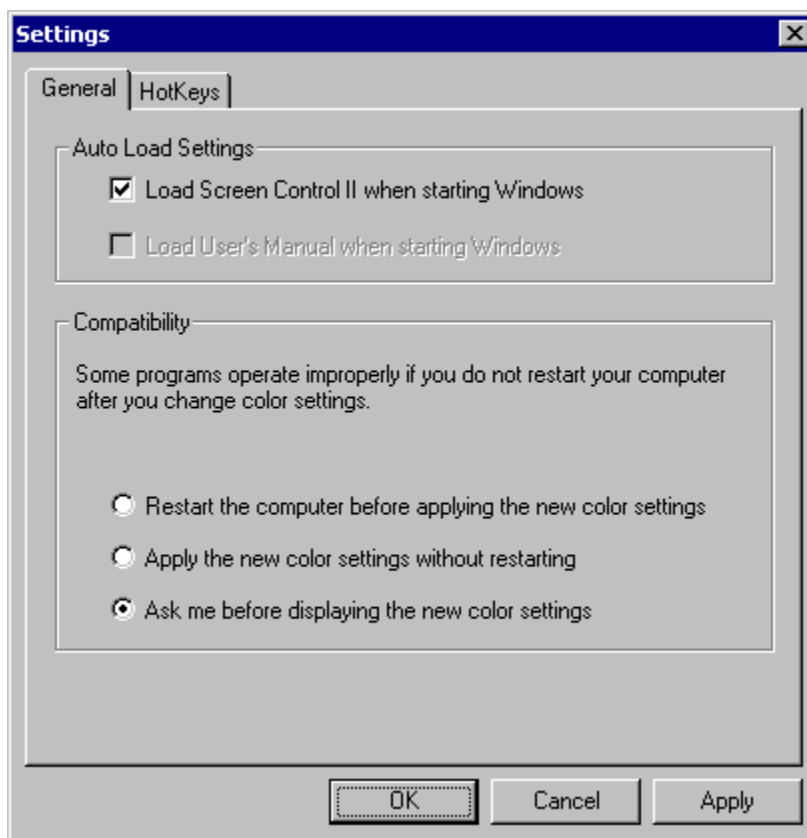 Settings
General
HotKeys
Auto Load Settings
Load Screen Control II when starting Windows
Load User's Manual when starting Windows
Compatibility
Some programs operate improperly if you do not restart your computer
after you change color settings.
Restart the computer before applying the new color settings
Apply the new color settings without restarting
Ask me before displaying the new color settings
OK
Cancel
Apply